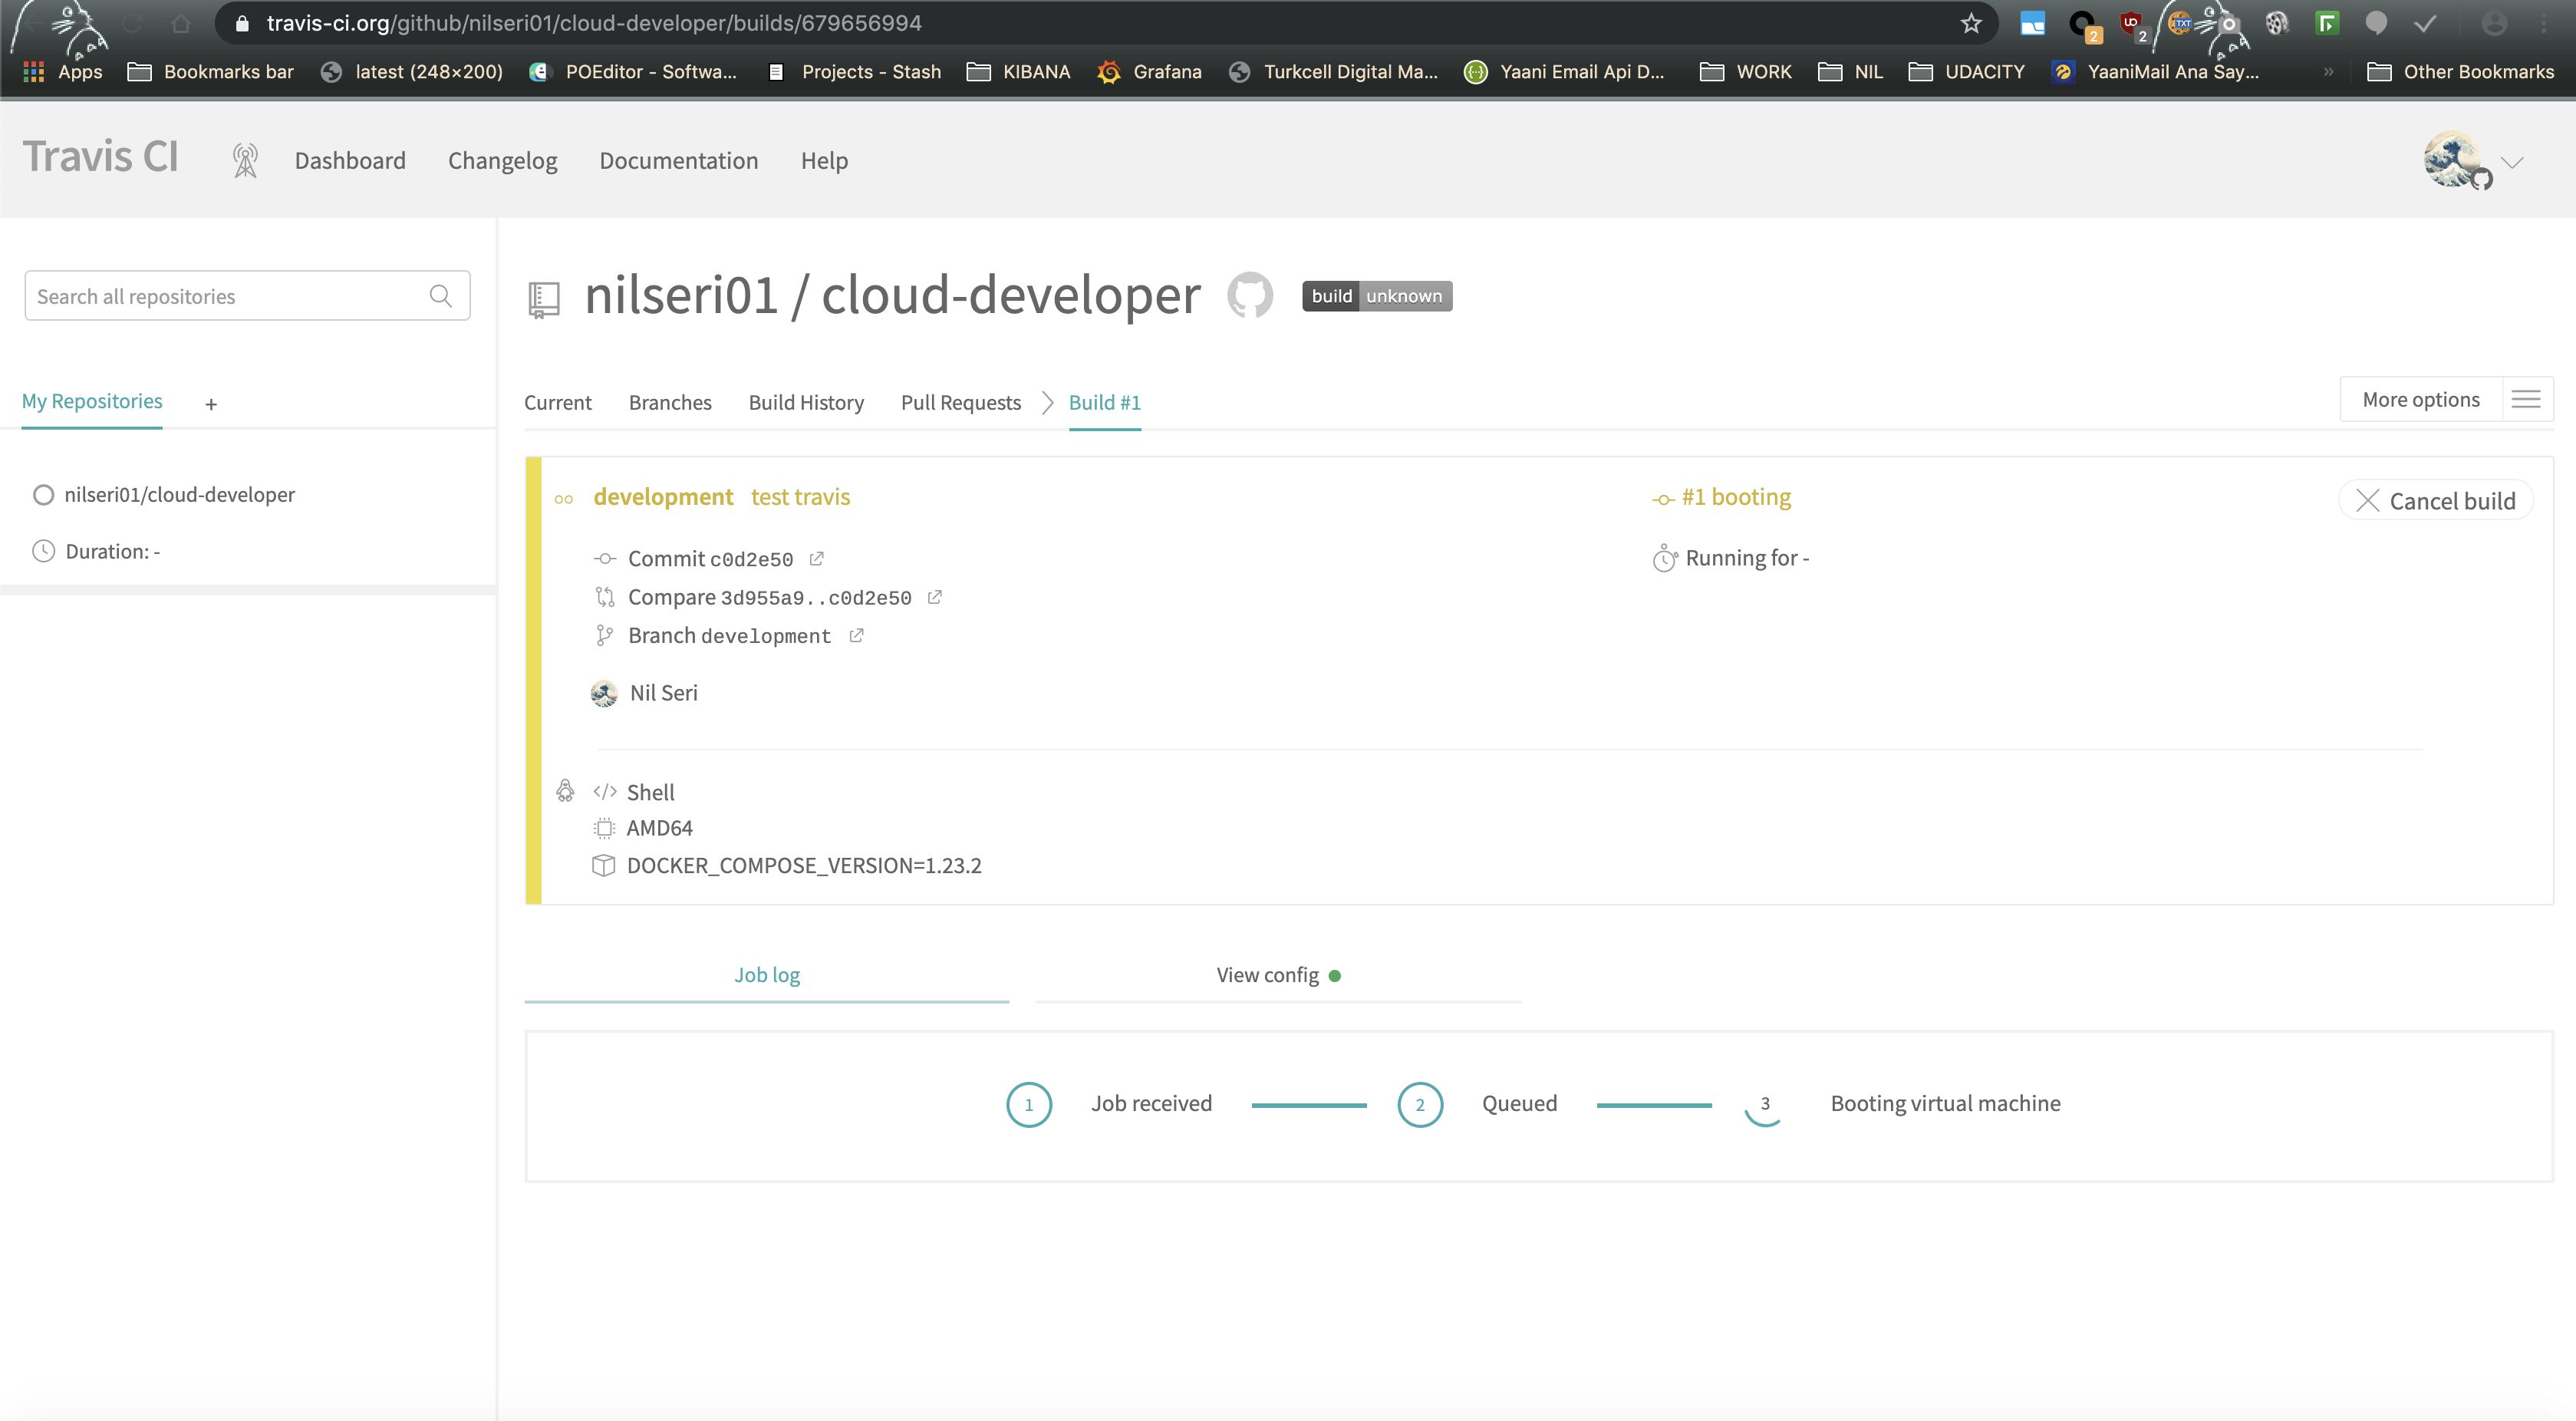 travis-ci.org/github/nilseri01/cloud-developer/builds/679656994
2
uo
2
TXT
Apps
Bookmarks bar
latest (248×200)
POEditor - Softwa...
Projects - Stash
KIBANA
Grafana
Turkcell Digital Ma...
Yaani Email Api D...
WORK
NIL
UDACITY
YaaniMail Ana Say...
»
Other Bookmarks
Travis CI
Dashboard
Changelog
Documentation
Help
Search all repositories
nilseri01 / cloud-developer
build unknown
My Repositories
+
Current
Branches
Build History
Pull Requests
Build #1
More options
nilseri01/cloud-developer
Duration: -
development test travis
#1 booting
Cancel build
Commit c0d2e50
Running for -
Compare 3d955a9..c0d2e50
Branch development
Nil Seri
</> Shell
AMD64
DOCKER_COMPOSE_VERSION=1.23.2
Job log
View config
1 Job received
2 Queued
3 Booting virtual machine